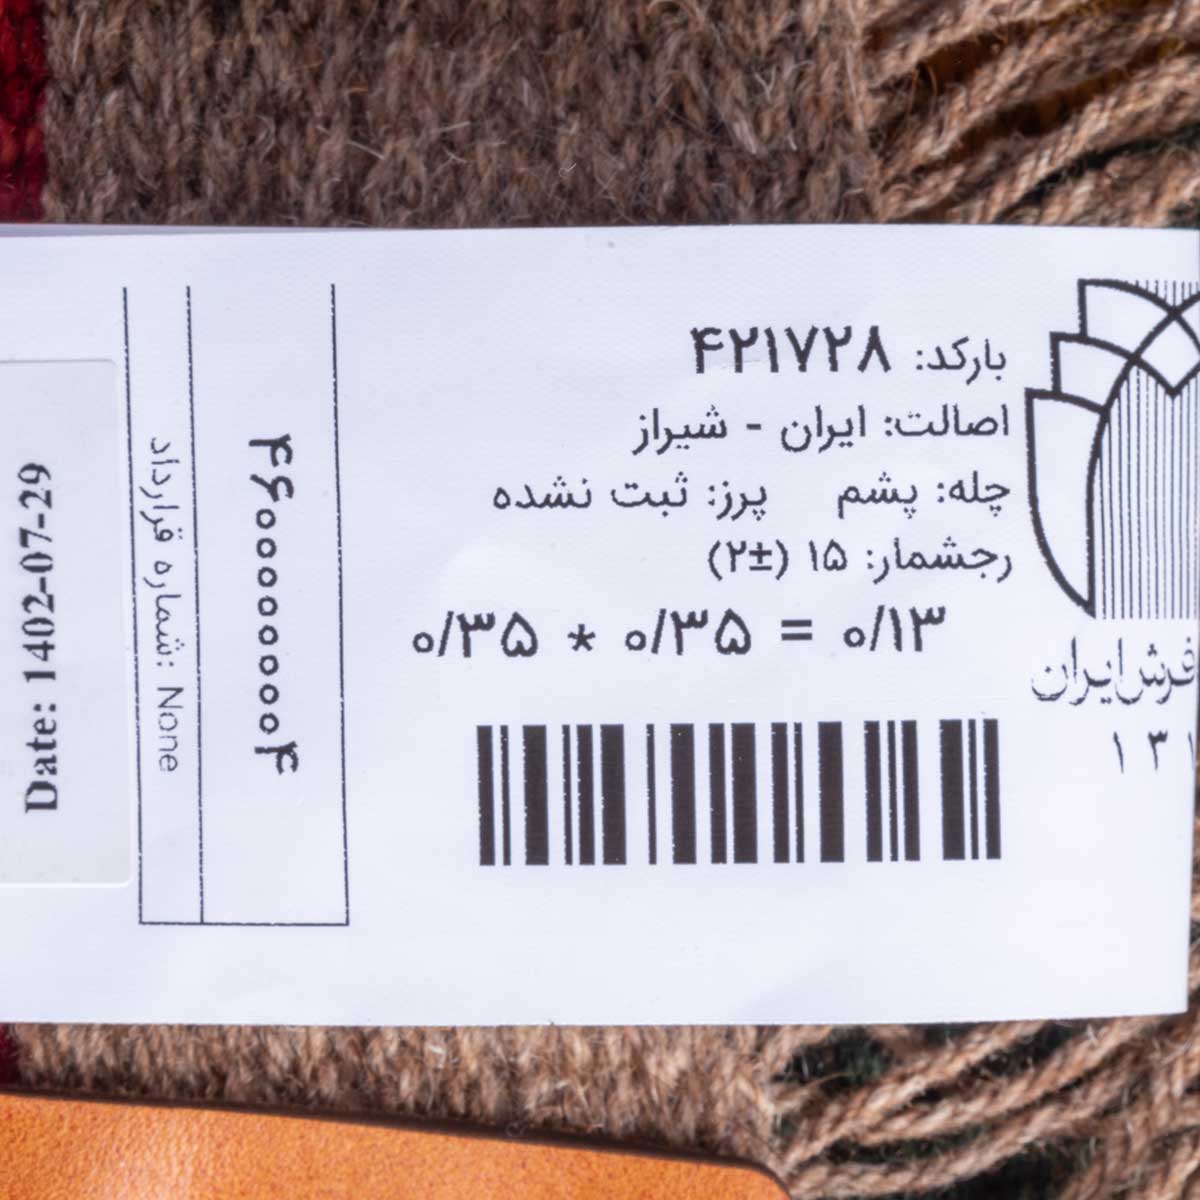 بارکد: ۴۲۱۷۲۸
اصالت: ایران - شیراز
چله: پشم پرز: ثبت نشده
رجشمار: ۱۵ (±۲)
۰/۳۵ * ۰/۳۵ = ۰/۱۳
فرش ایران
۱۳۱
۴۶۰۰۰۰۰۰۰۰۴
شماره قرارداد: None
Date: 1402-07-29